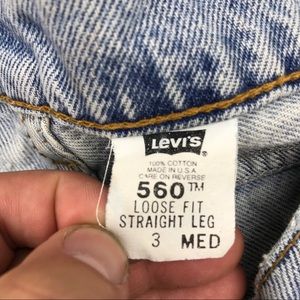 Levi's
®
100% COTTON
MADE IN U.S.A.
CARE ON REVERSE
560™
LOOSE FIT
STRAIGHT LEG
3 MED